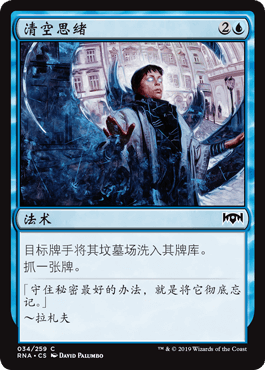 清空思绪
2
法术
目标牌手将其坟墓场洗入其牌库。
抓一张牌。
「守住秘密最好的办法，就是将它彻底忘
记。」
～拉札夫
034/259 C
RNA • CS DAVID PALUMBO
™ & © 2019 Wizards of the Coast